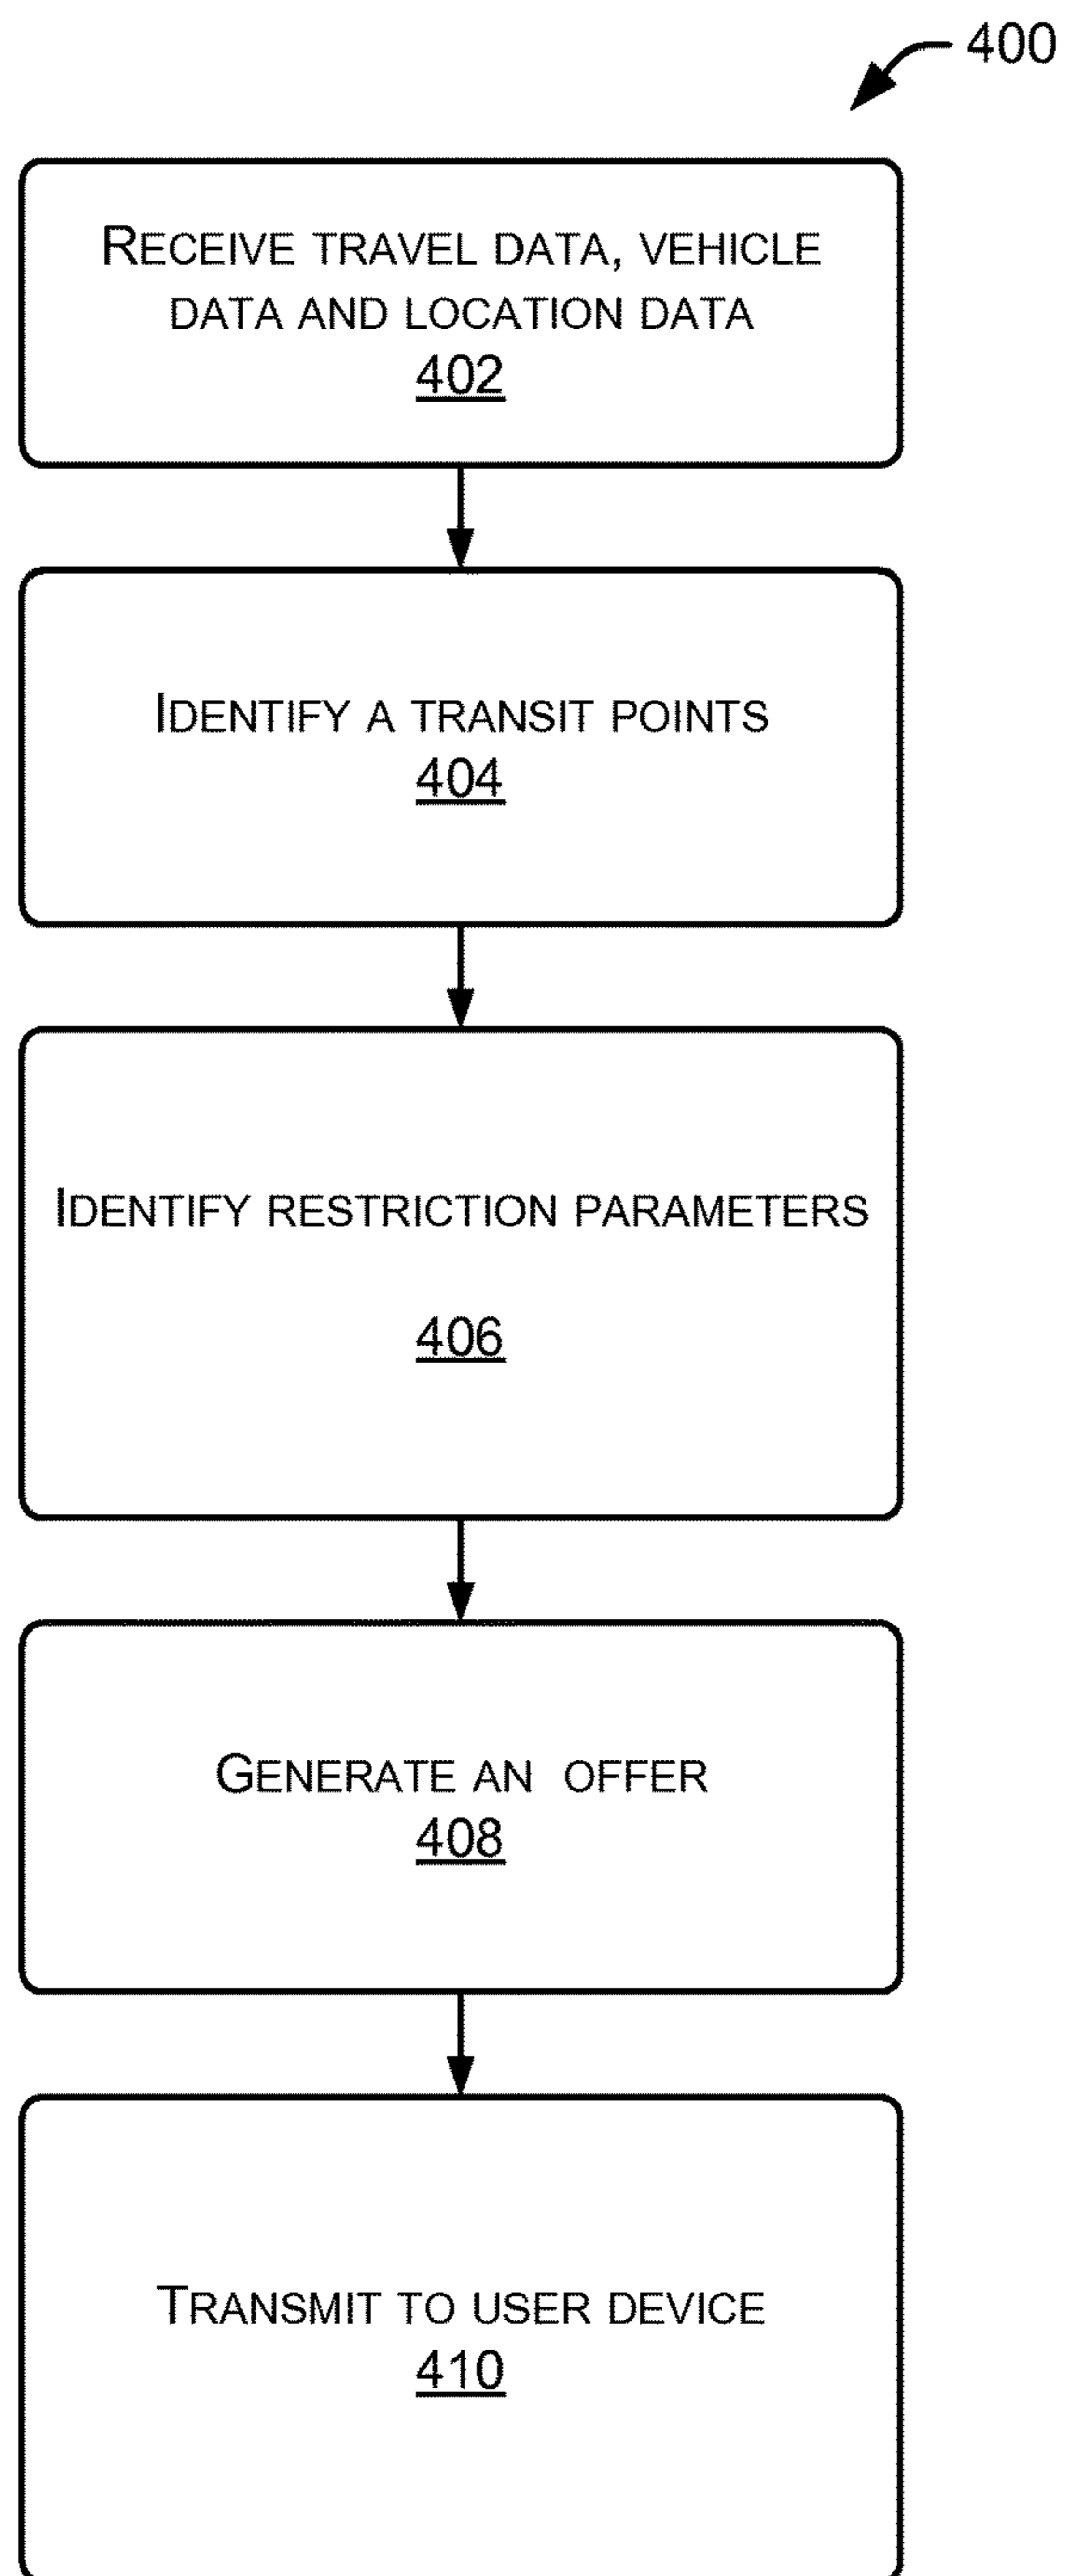 400
RECEIVE TRAVEL DATA, VEHICLE
DATA AND LOCATION DATA
402
IDENTIFY A TRANSIT POINTS
404
IDENTIFY RESTRICTION PARAMETERS
406
GENERATE AN OFFER
408
TRANSMIT TO USER DEVICE
410